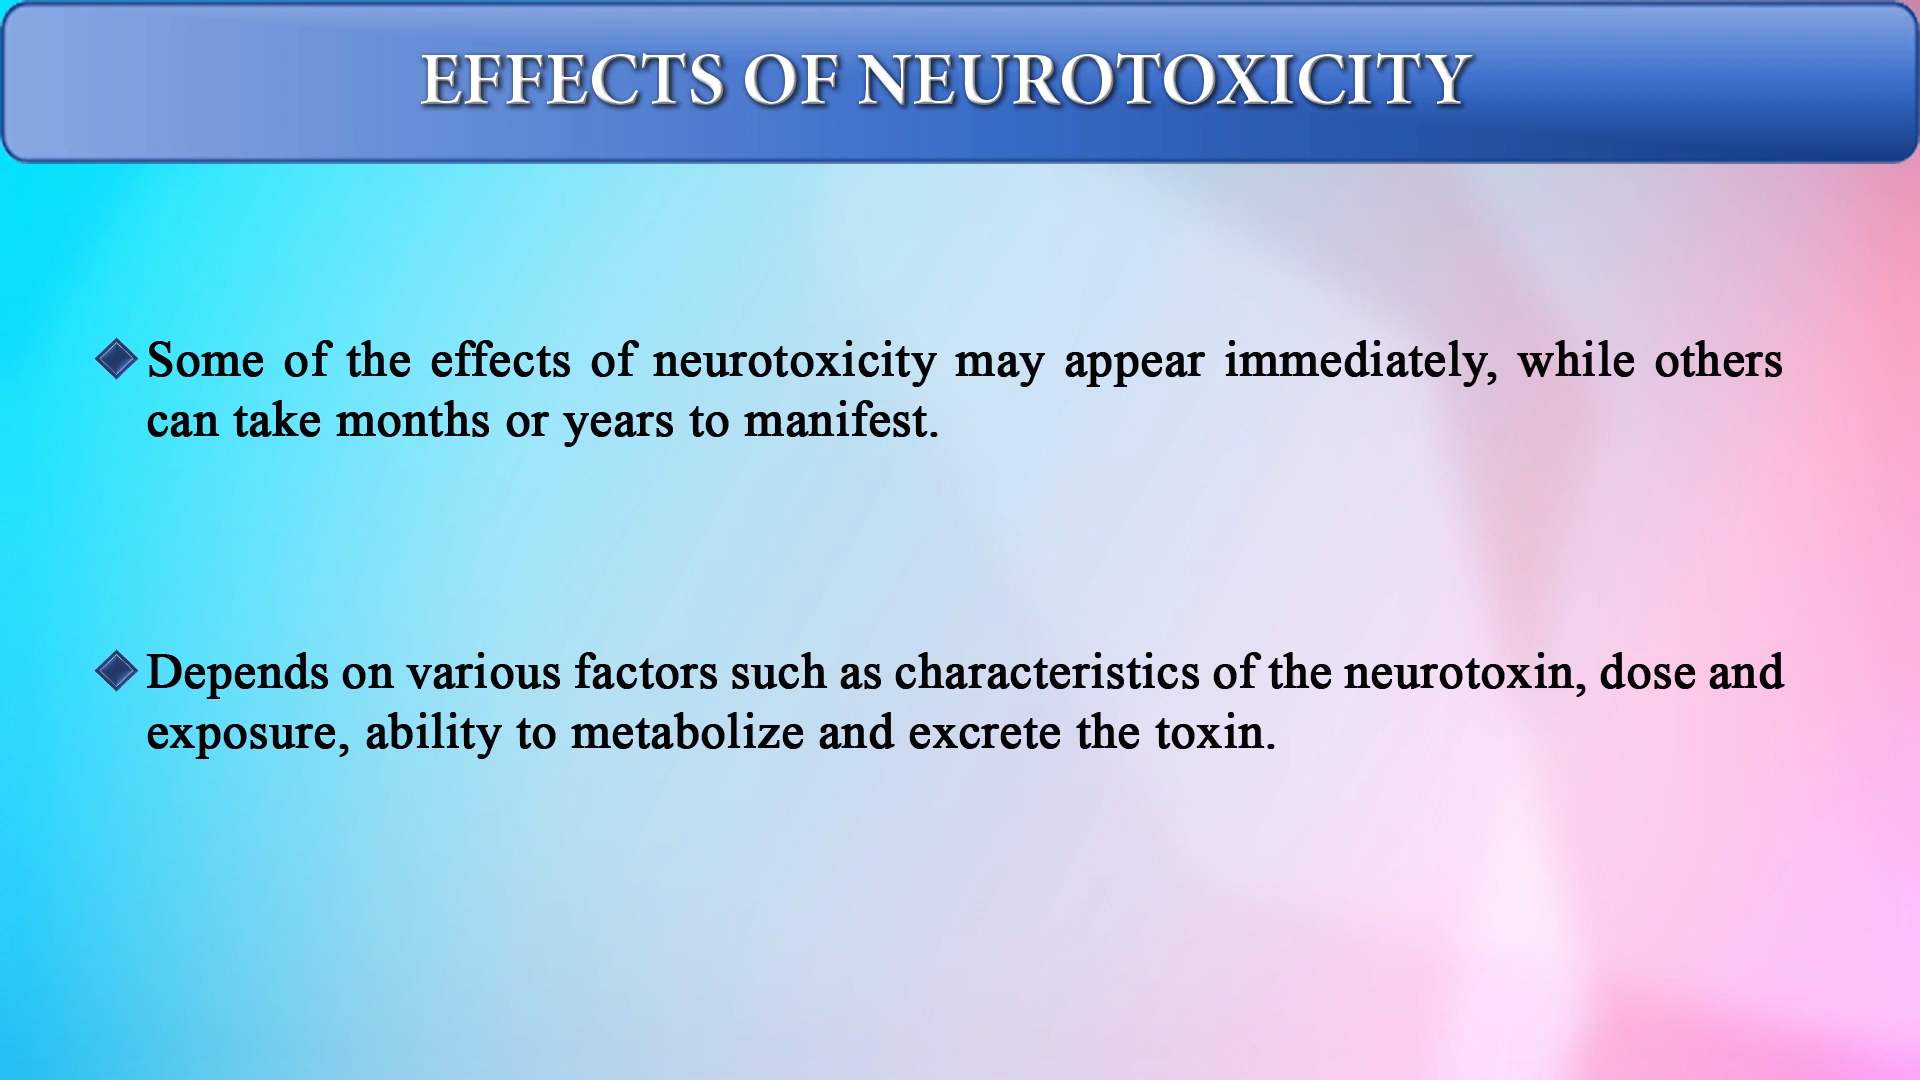 EFFECTS OF NEUROTOXICITY
Some of the effects of neurotoxicity may appear immediately, while others
can take months or years to manifest.
Depends on various factors such as characteristics of the neurotoxin, dose and
exposure, ability to metabolize and excrete the toxin.